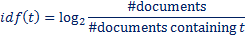 idf(t) = log₂ #documents / #documents containing t